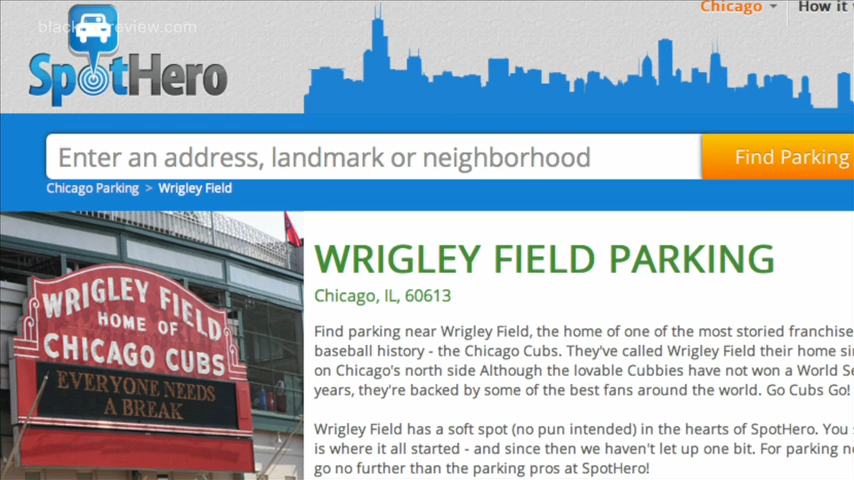 Chicago
How it
SpotHero
Enter an address, landmark or neighborhood
Find Parking
Chicago Parking > Wrigley Field
WRIGLEY FIELD
HOME OF
CHICAGO CUBS
EVERYONE NEEDS
A BREAK
WRIGLEY FIELD PARKING
Chicago, IL, 60613
Find parking near Wrigley Field, the home of one of the most storied franchise
baseball history - the Chicago Cubs. They've called Wrigley Field their home
on Chicago's north side Although the lovable Cubbies have not won a World
years, they're backed by some of the best fans around the world. Go Cubs Go!
Wrigley Field has a soft spot (no pun intended) in the hearts of SpotHero. You
is where it all started - and since then we haven't let up one bit. For parking
go no further than the parking pros at SpotHero!